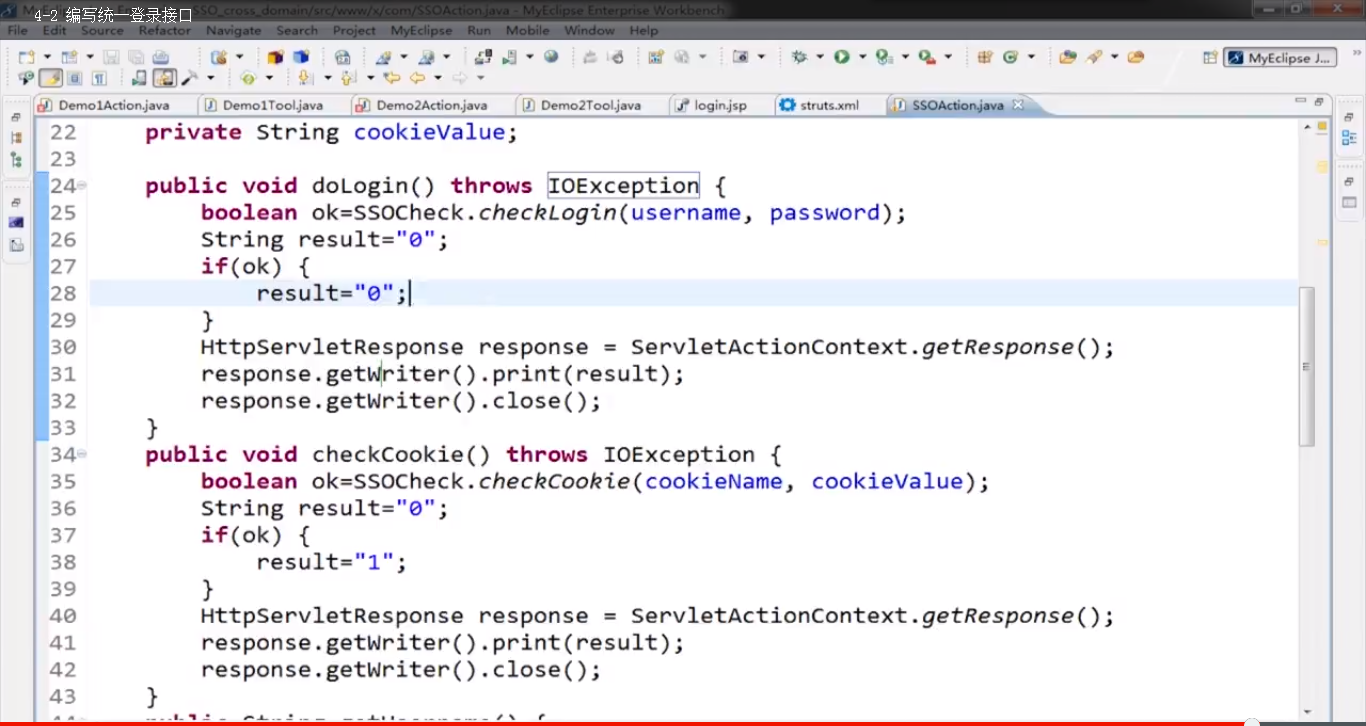 SSO_cross_domain/src/www/x/com/SSOAction.java - MyEclipse Enterprise Workbench
4-2 编写统一登录接口
File Edit Source Refactor Navigate Search Project MyEclipse Run Mobile Window Help
MyEclipse J...
Demo1Action.java Demo1Tool.java Demo2Action.java Demo2Tool.java login.jsp struts.xml SSOAction.java
22 private String cookieValue;
23
24 public void doLogin() throws IOException {
25 boolean ok=SSOCheck.checkLogin(username, password);
26 String result="0";
27 if(ok) {
28 result="0";
29 }
30 HttpServletResponse response = ServletActionContext.getResponse();
31 response.getWriter().print(result);
32 response.getWriter().close();
33 }
34 public void checkCookie() throws IOException {
35 boolean ok=SSOCheck.checkCookie(cookieName, cookieValue);
36 String result="0";
37 if(ok) {
38 result="1";
39 }
40 HttpServletResponse response = ServletActionContext.getResponse();
41 response.getWriter().print(result);
42 response.getWriter().close();
43 }
44 public String getUsername() {